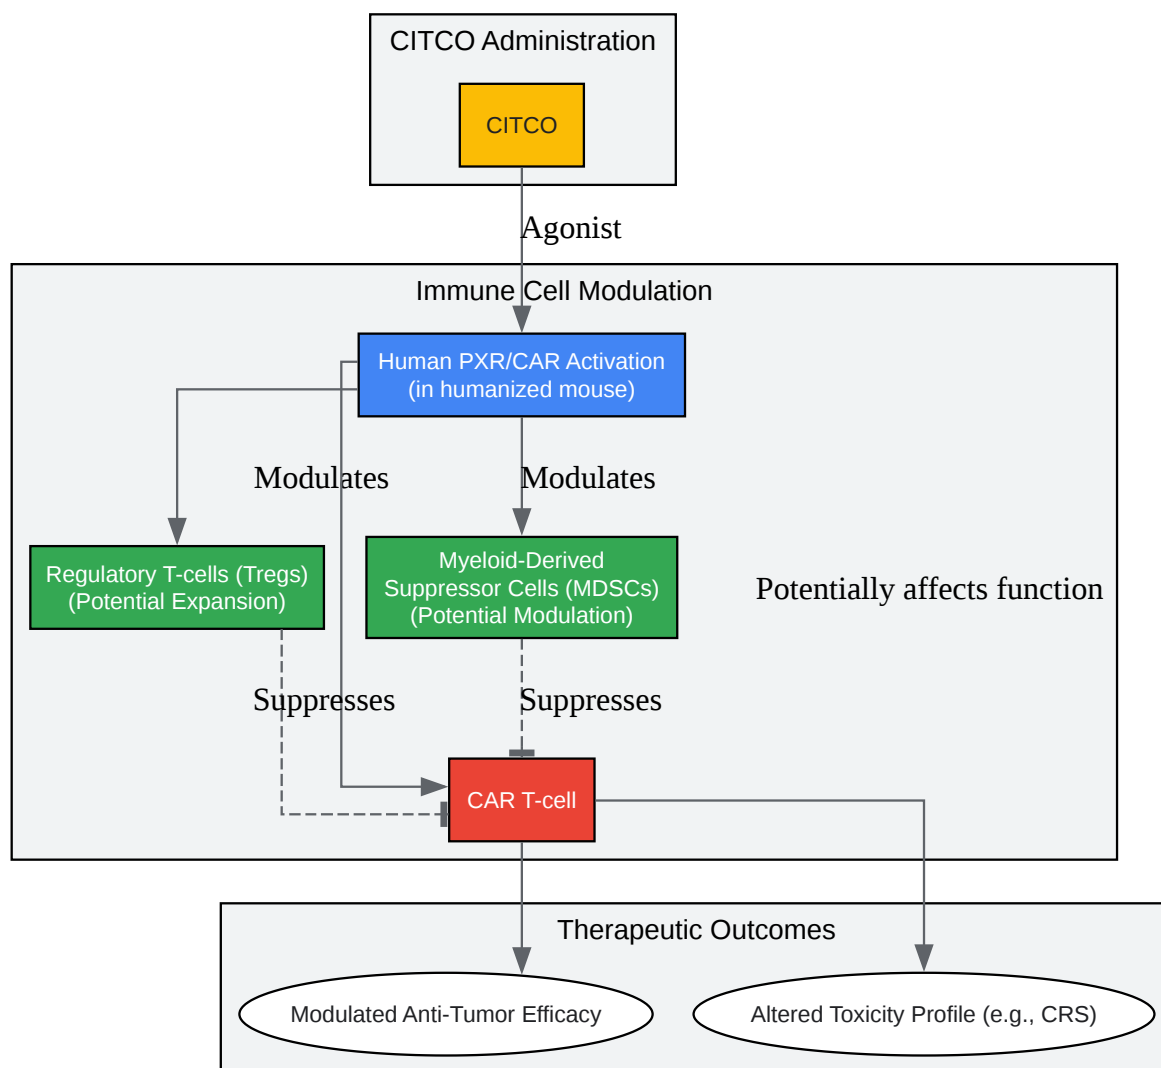 CITCO Administration
CITCO
Agonist
Immune Cell Modulation
Human PXR/CAR Activation
(in humanized mouse)
Modulates
Modulates
Regulatory T-cells (Tregs)
(Potential Expansion)
Myeloid-Derived
Suppressor Cells (MDSCs)
(Potential Modulation)
Potentially affects function
Suppresses
Suppresses
CAR T-cell
Therapeutic Outcomes
Modulated Anti-Tumor Efficacy
Altered Toxicity Profile (e.g., CRS)